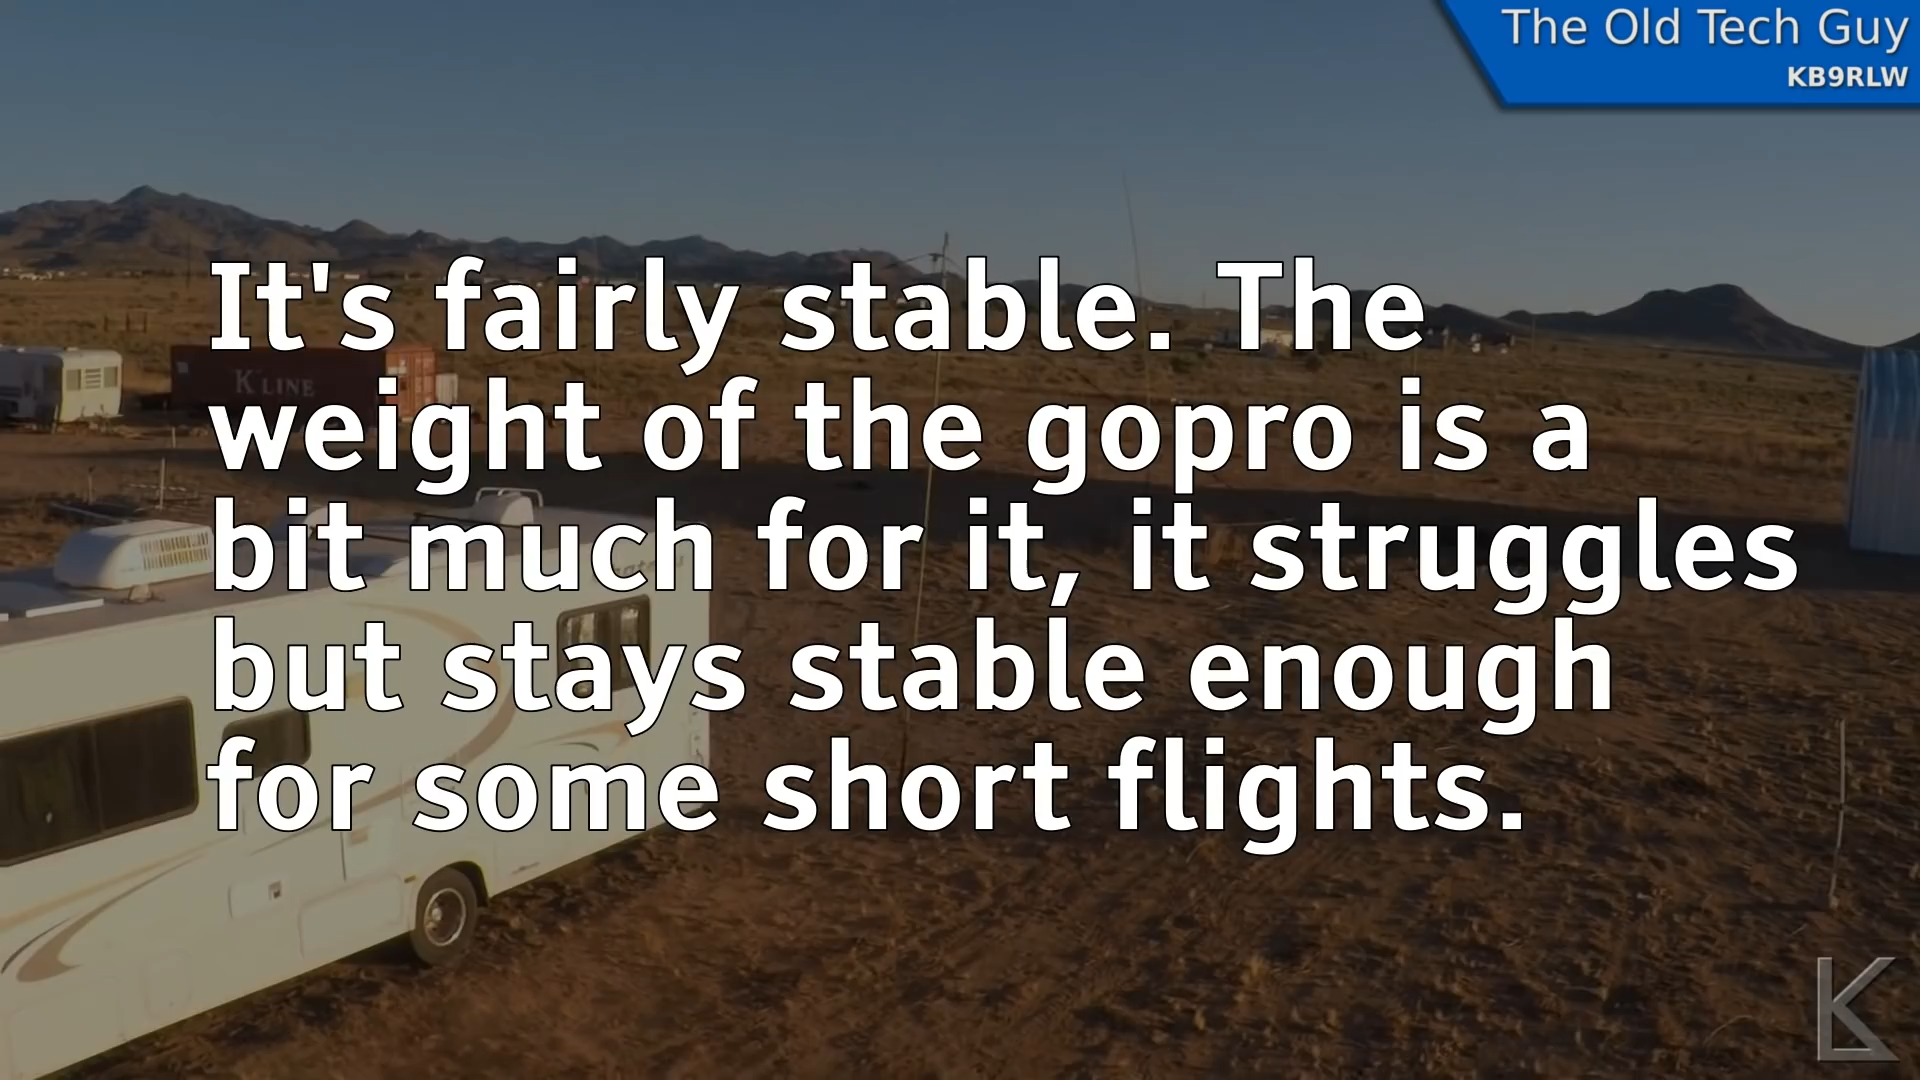 The Old Tech Guy
KB9RLW
It's fairly stable. The
weight of the gopro is a
bit much for it, it struggles
but stays stable enough
for some short flights.
K LINE
K